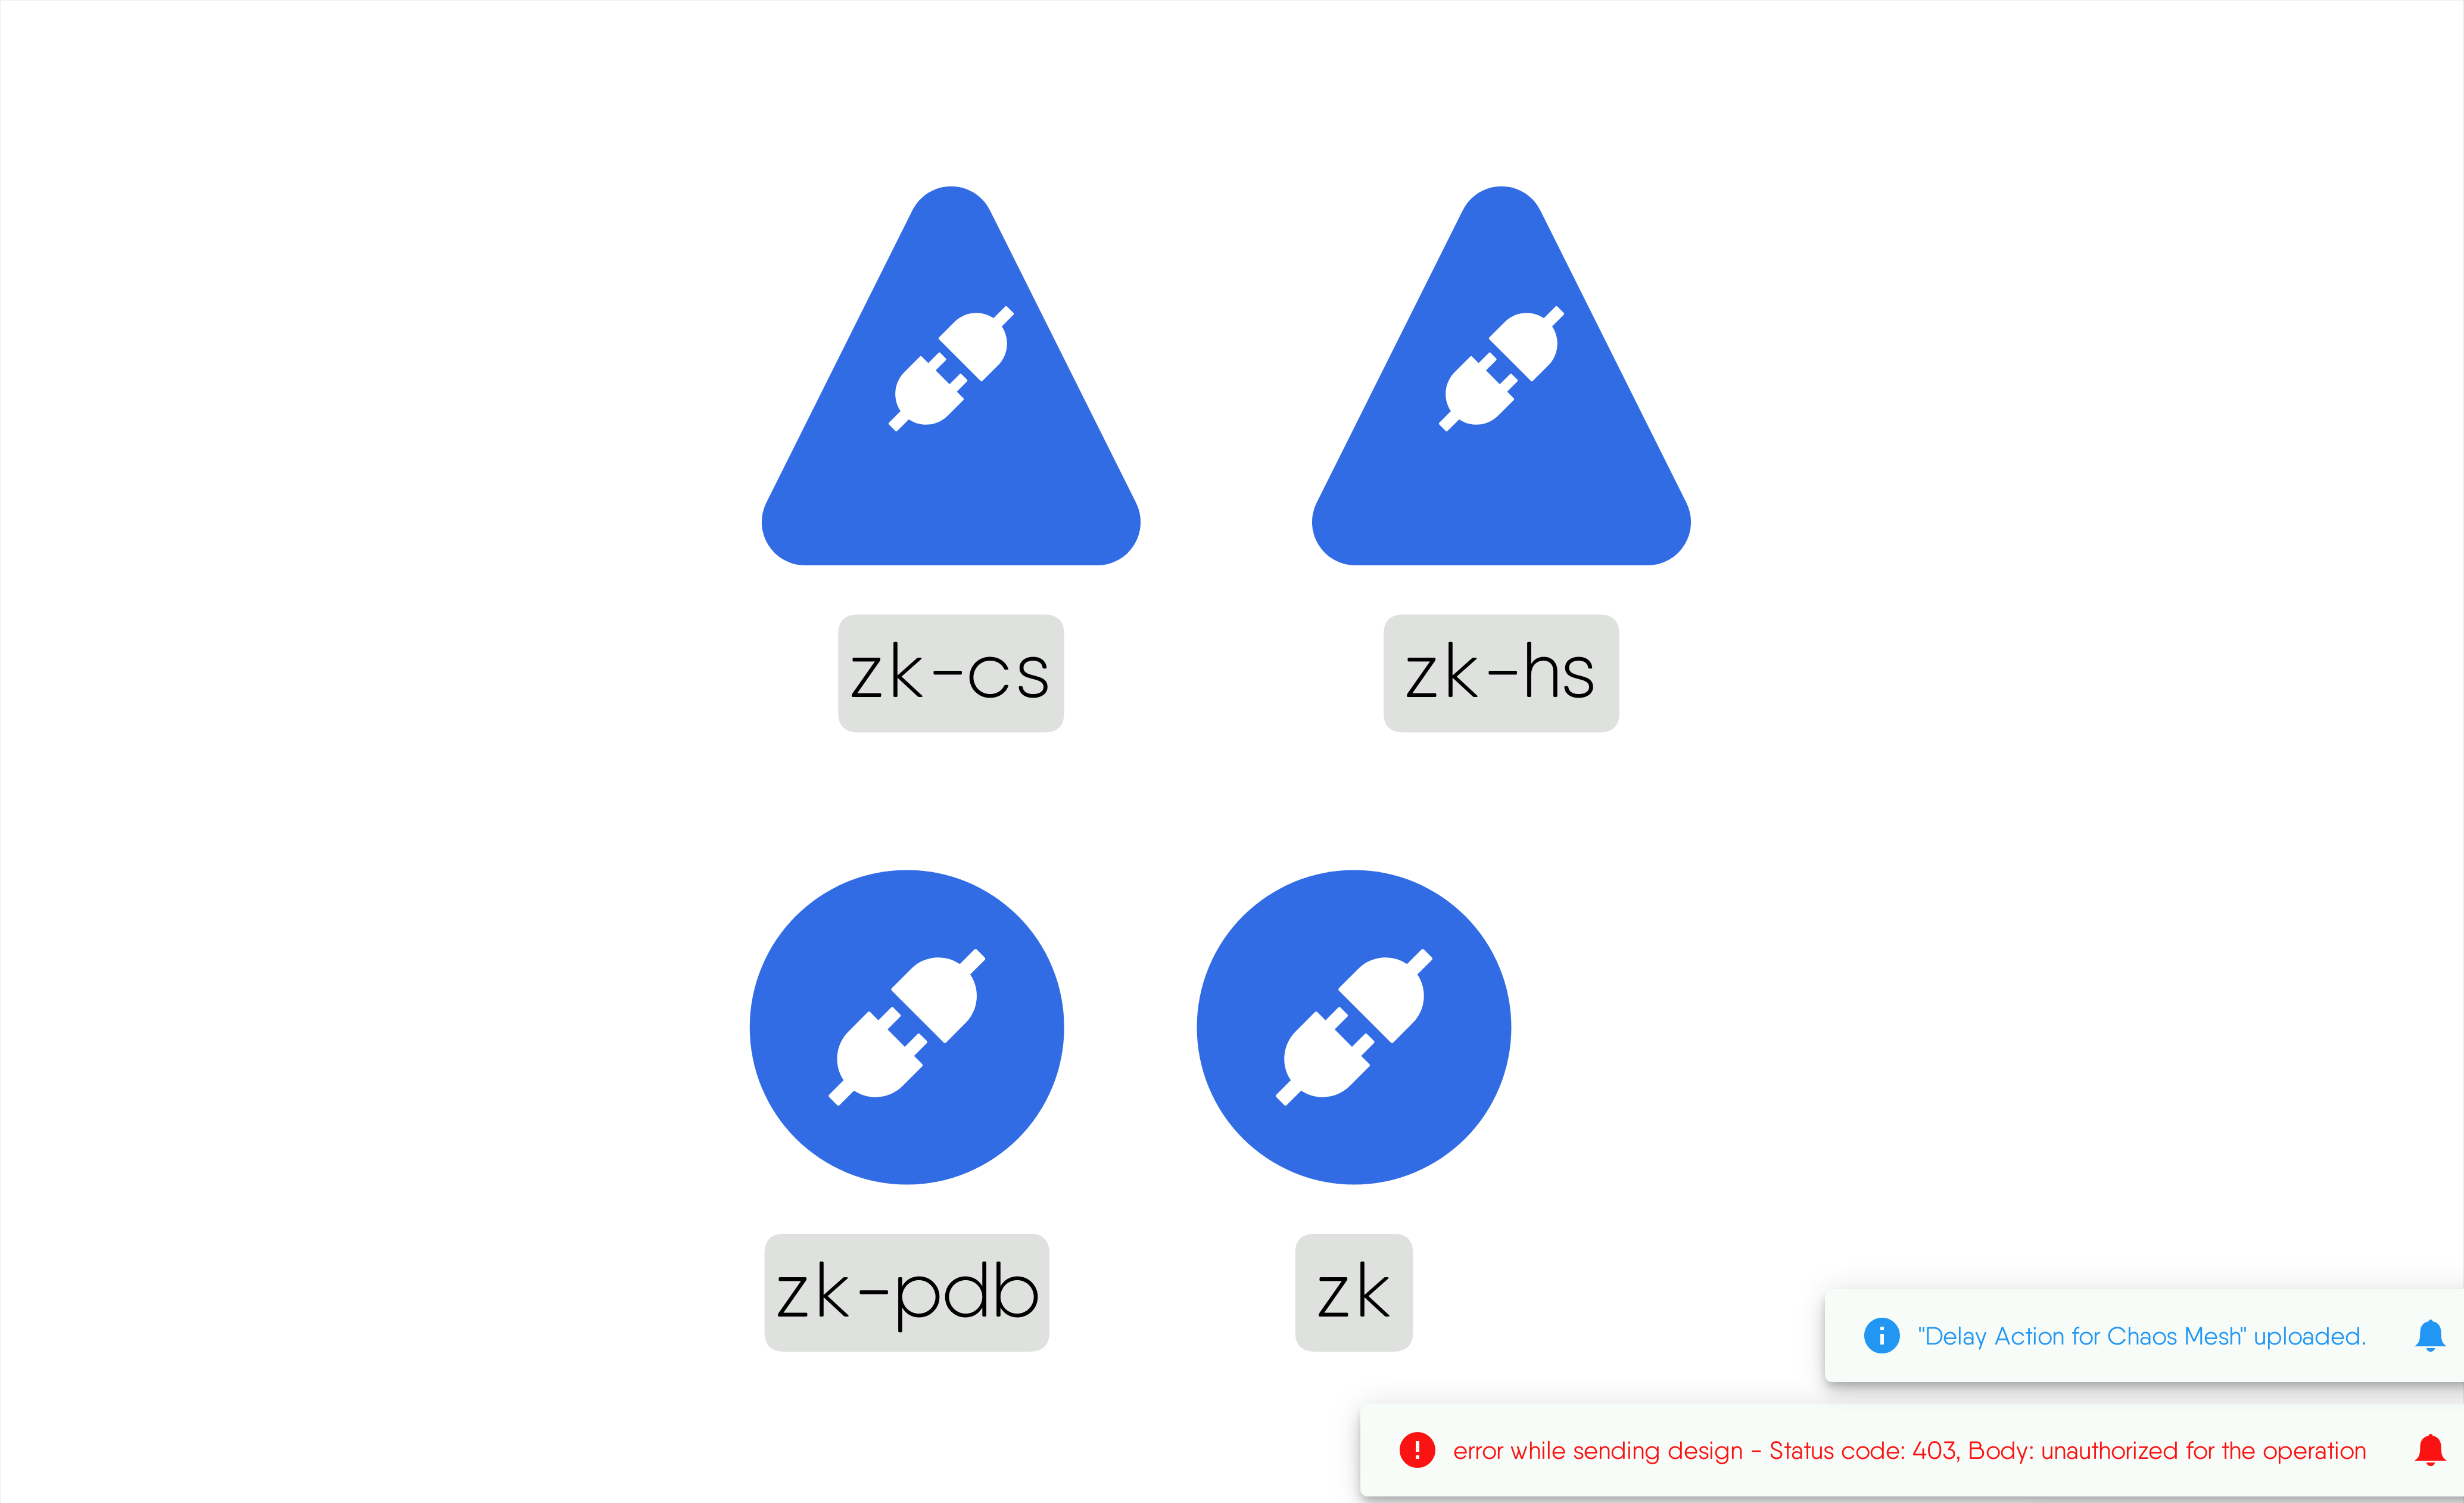 zk-cs
zk-hs
zk-pdb
zk
"Delay Action for Chaos Mesh" uploaded.
error while sending design - Status code: 403, Body: unauthorized for the operation